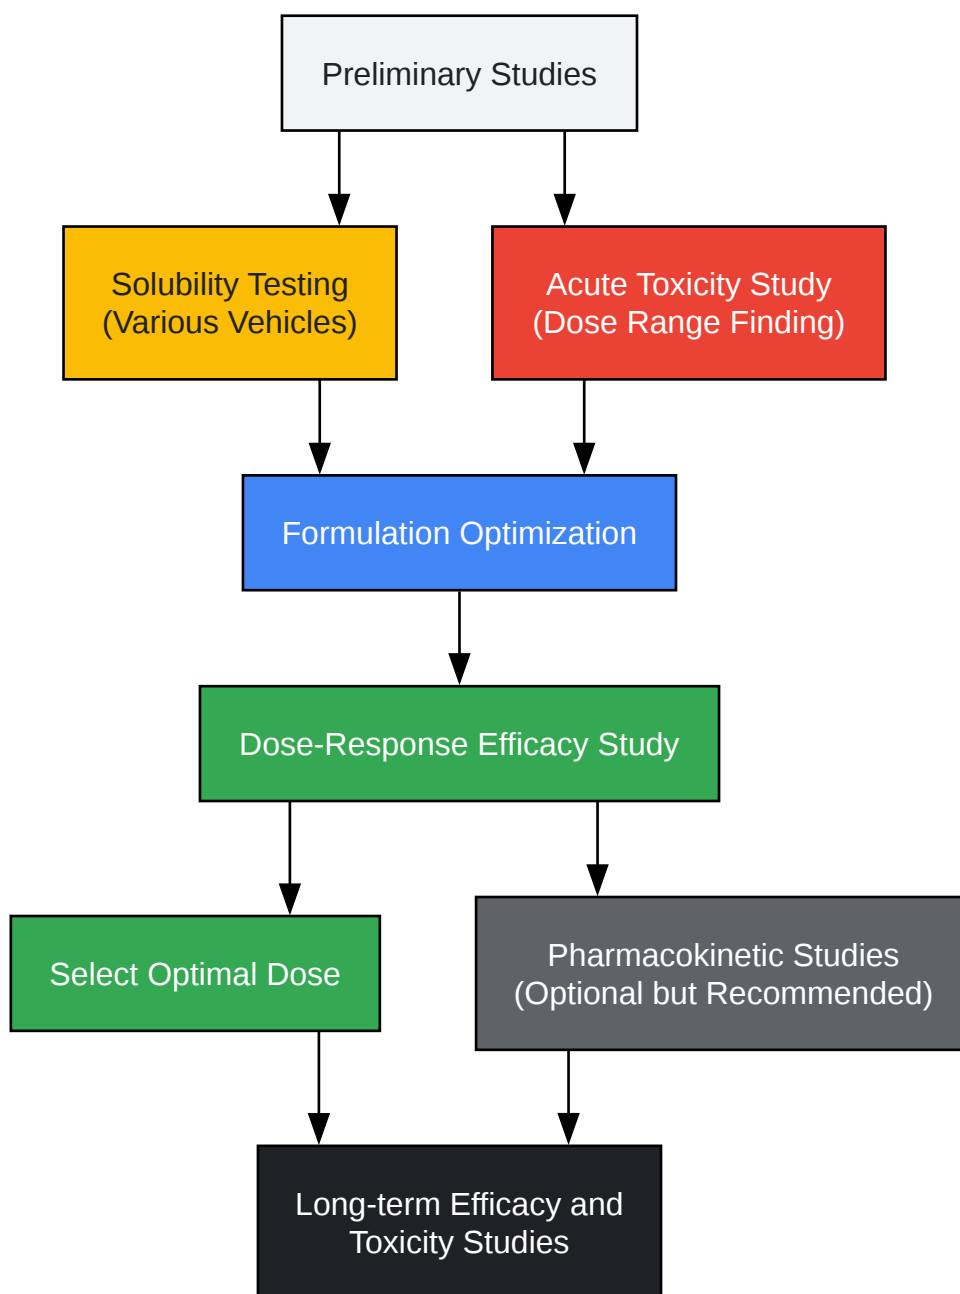 Preliminary Studies
Solubility Testing
(Various Vehicles)
Acute Toxicity Study
(Dose Range Finding)
Formulation Optimization
Dose-Response Efficacy Study
Select Optimal Dose
Pharmacokinetic Studies
(Optional but Recommended)
Long-term Efficacy and
Toxicity Studies